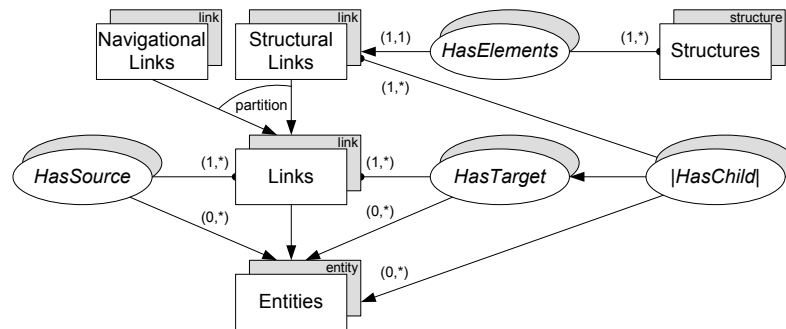 link
link
structure
Navigational
Links
Structural
Links
(1,1)
HasElements
(1,*)
Structures
(1,*)
partition
link
HasSource
(1,*)
Links
(1,*)
HasTarget
|HasChild|
(0,*)
(0,*)
(0,*)
entity
Entities